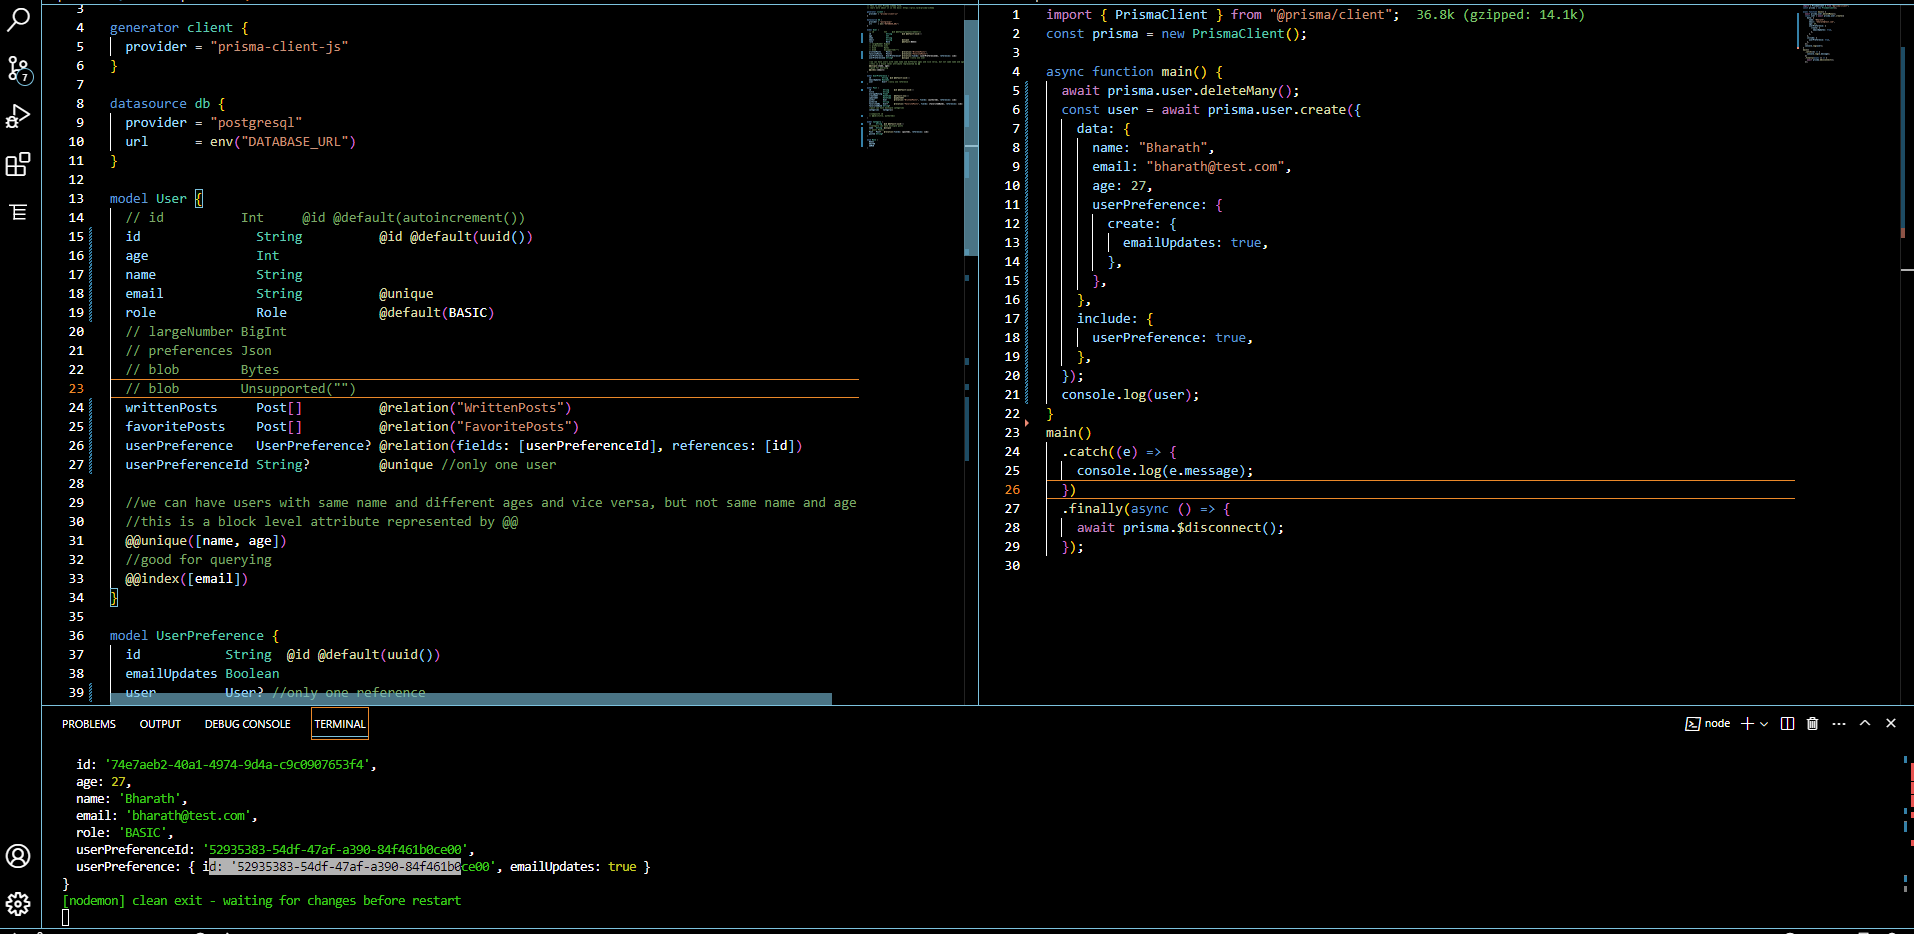 3
4 generator client {
5 provider = "prisma-client-js"
6 }
7
8 datasource db {
9 provider = "postgresql"
10 url = env("DATABASE_URL")
11 }
12
13 model User {
14 // id Int @id @default(autoincrement())
15 id String @id @default(uuid())
16 age Int
17 name String
18 email String @unique
19 role Role @default(BASIC)
20 // largeNumber BigInt
21 // preferences Json
22 // blob Bytes
23 // blob Unsupported("")
24 writtenPosts Post[] @relation("WrittenPosts")
25 favoritePosts Post[] @relation("FavoritePosts")
26 userPreference UserPreference? @relation(fields: [userPreferenceId], references: [id])
27 userPreferenceId String? @unique //only one user
28
29 //we can have users with same name and different ages and vice versa, but not same name and age
30 //this is a block level attribute represented by @@
31 @@unique([name, age])
32 //good for querying
33 @@index([email])
34 }
35
36 model UserPreference {
37 id String @id @default(uuid())
38 emailUpdates Boolean
39 user User? //only one reference
1 import { PrismaClient } from "@prisma/client"; 36.8k (gzipped: 14.1k)
2 const prisma = new PrismaClient();
3
4 async function main() {
5 await prisma.user.deleteMany();
6 const user = await prisma.user.create({
7 data: {
8 name: "Bharath",
9 email: "bharath@test.com",
10 age: 27,
11 userPreference: {
12 create: {
13 emailUpdates: true,
14 },
15 },
16 },
17 include: {
18 userPreference: true,
19 },
20 });
21 console.log(user);
22 }
23 main()
24 .catch((e) => {
25 console.log(e.message);
26 })
27 .finally(async () => {
28 await prisma.$disconnect();
29 });
30
7
PROBLEMS OUTPUT DEBUG CONSOLE TERMINAL node
id: '74e7aeb2-40a1-4974-9d4a-c9c0907653f4',
age: 27,
name: 'Bharath',
email: 'bharath@test.com',
role: 'BASIC',
userPreferenceId: '52935383-54df-47af-a390-84f461b0ce00',
userPreference: { id: '52935383-54df-47af-a390-84f461b0ce00', emailUpdates: true }
}
[nodemon] clean exit - waiting for changes before restart